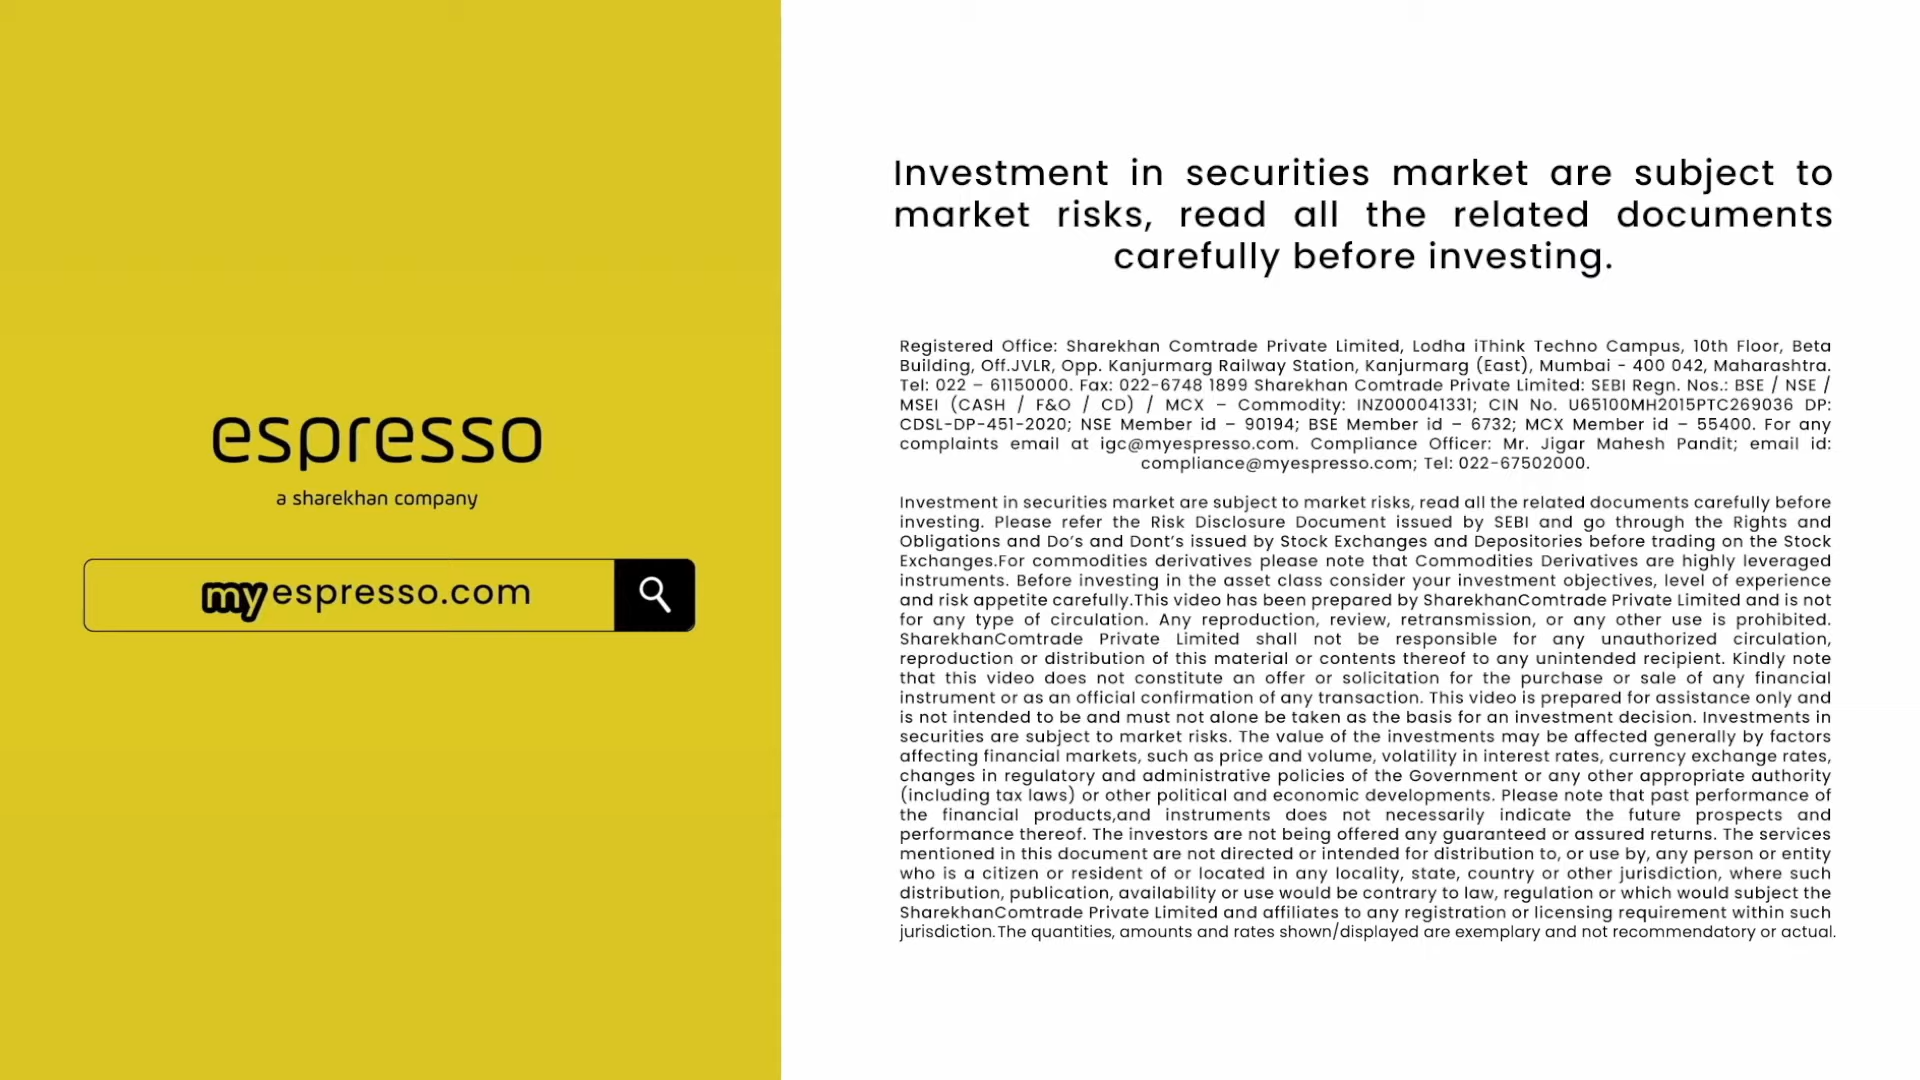 espresso
a sharekhan company
myespresso.com
Investment in securities market are subject to
market risks, read all the related documents
carefully before investing.
Registered Office: Sharekhan Comtrade Private Limited, Lodha iThink Techno Campus, 10th Floor, Beta
Building, Off.JVLR, Opp. Kanjurmarg Railway Station, Kanjurmarg (East), Mumbai - 400 042, Maharashtra.
Tel: 022 – 61150000. Fax: 022-6748 1899 Sharekhan Comtrade Private Limited: SEBI Regn. Nos.: BSE / NSE /
MSEI (CASH / F&O / CD) / MCX – Commodity: INZ000041331; CIN No. U65100MH2015PTC269036 DP:
CDSL-DP-451-2020; NSE Member id – 90194; BSE Member id – 6732; MCX Member id – 55400. For any
complaints email at igc@myespresso.com. Compliance Officer: Mr. Jigar Mahesh Pandit; email id:
compliance@myespresso.com; Tel: 022-67502000.
Investment in securities market are subject to market risks, read all the related documents carefully before
investing. Please refer the Risk Disclosure Document issued by SEBI and go through the Rights and
Obligations and Do’s and Dont’s issued by Stock Exchanges and Depositories before trading on the Stock
Exchanges.For commodities derivatives please note that Commodities Derivatives are highly leveraged
instruments. Before investing in the asset class consider your investment objectives, level of experience
and risk appetite carefully.This video has been prepared by SharekhanComtrade Private Limited and is not
for any type of circulation. Any reproduction, review, retransmission, or any other use is prohibited.
SharekhanComtrade Private Limited shall not be responsible for any unauthorized circulation,
reproduction or distribution of this material or contents thereof to any unintended recipient. Kindly note
that this video does not constitute an offer or solicitation for the purchase or sale of any financial
instrument or as an official confirmation of any transaction. This video is prepared for assistance only and
is not intended to be and must not alone be taken as the basis for an investment decision. Investments in
securities are subject to market risks. The value of the investments may be affected generally by factors
affecting financial markets, such as price and volume, volatility in interest rates, currency exchange rates,
changes in regulatory and administrative policies of the Government or any other appropriate authority
(including tax laws) or other political and economic developments. Please note that past performance of
the financial products,and instruments does not necessarily indicate the future prospects and
performance thereof. The investors are not being offered any guaranteed or assured returns. The services
mentioned in this document are not directed or intended for distribution to, or use by, any person or entity
who is a citizen or resident of or located in any locality, state, country or other jurisdiction, where such
distribution, publication, availability or use would be contrary to law, regulation or which would subject the
SharekhanComtrade Private Limited and affiliates to any registration or licensing requirement within such
jurisdiction.The quantities, amounts and rates shown/displayed are exemplary and not recommendatory or actual.